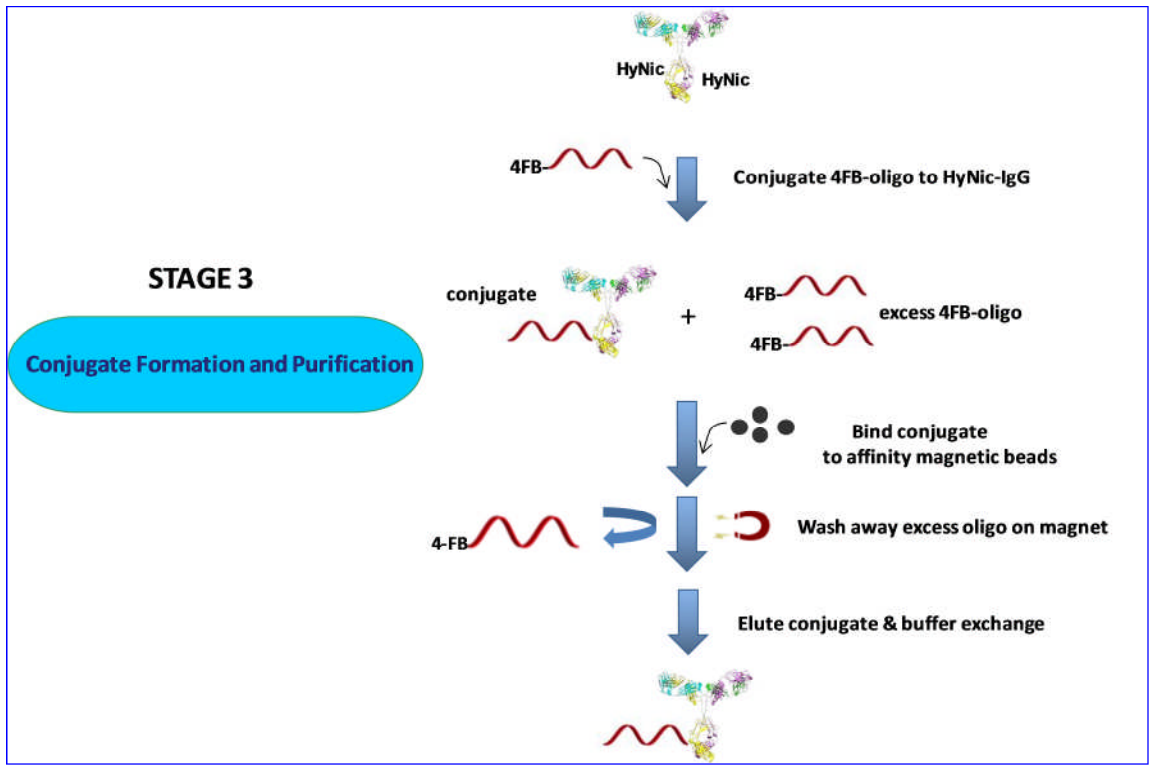 HyNic
HyNic
4FB-
Conjugate 4FB-oligo to HyNic-IgG
STAGE 3
Conjugate Formation and Purification
conjugate
+
4FB-
4FB-
excess 4FB-oligo
Bind conjugate
to affinity magnetic beads
4-FB
Wash away excess oligo on magnet
Elute conjugate & buffer exchange